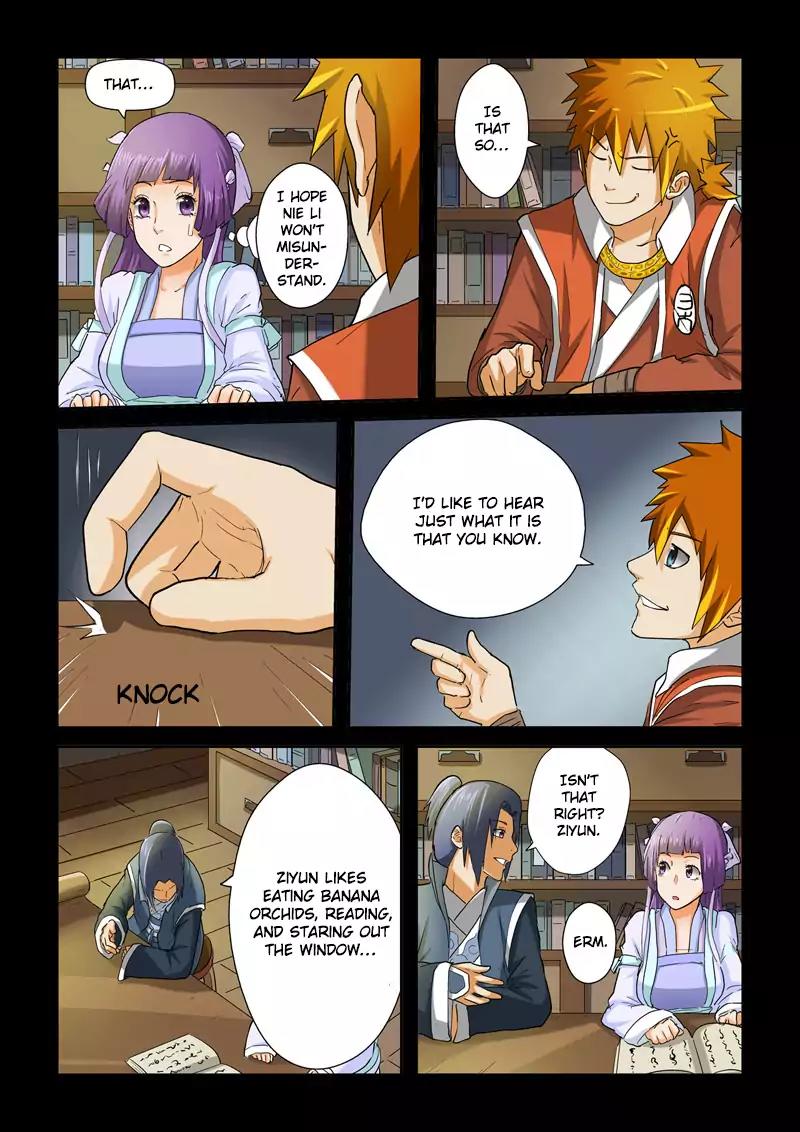 THAT...
I HOPE
NIE LI
WON'T
MISUN-
DER-
STAND.
IS
THAT
SO...
KNOCK
I'D LIKE TO HEAR
JUST WHAT IT IS
THAT YOU KNOW.
ZIYUN LIKES
EATING BANANA
ORCHIDS, READING,
AND STARING OUT
THE WINDOW...
ISN'T
THAT
RIGHT?
ZIYUN.
ERM.